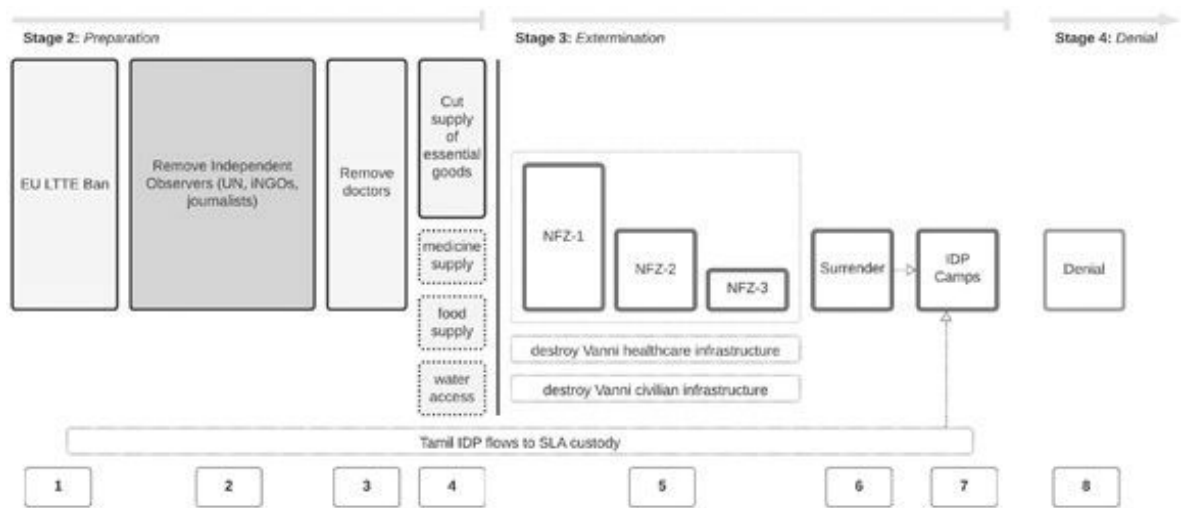 Stage 2: Preparation
Stage 3: Extermination
Stage 4: Denial
EU LTTE Ban
Remove Independent
Observers (UN, iNGOs,
journalists)
Remove
doctors
Cut
supply
of
essential
goods
medicine
supply
food
supply
water
access
NFZ-1
NFZ-2
NFZ-3
destroy Vanni healthcare infrastructure
destroy Vanni civilian infrastructure
Surrender
IDP
Camps
Denial
Tamil IDP flows to SLA custody
1
2
3
4
5
6
7
8